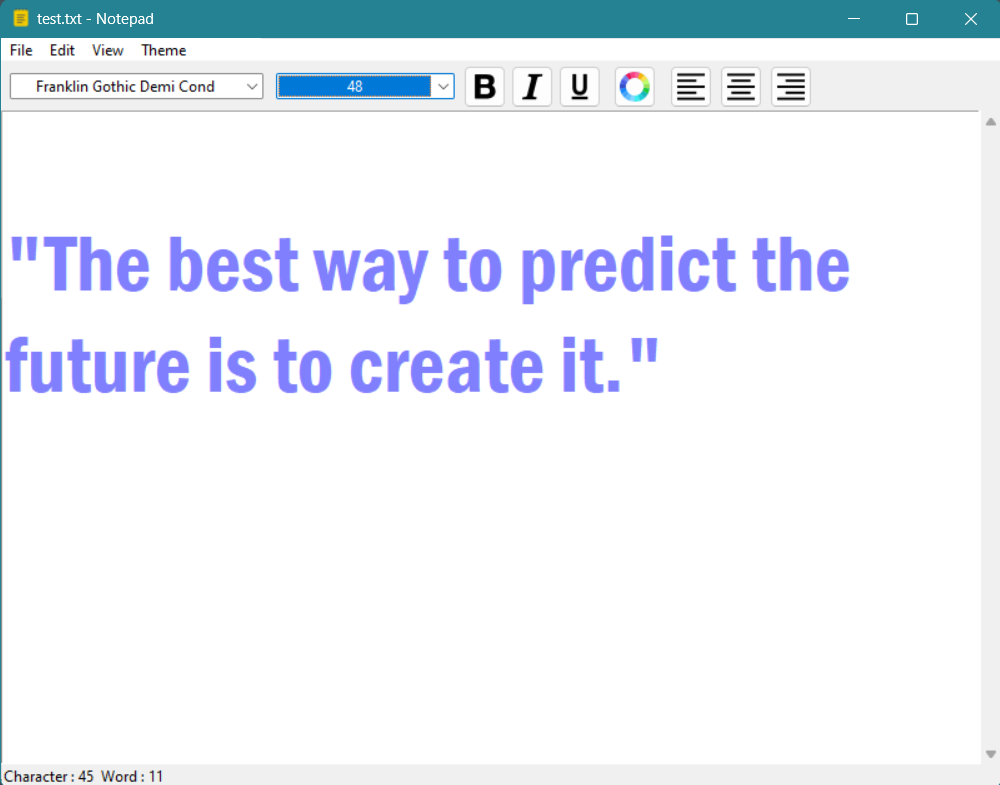 test.txt - Notepad
File Edit View Theme
Franklin Gothic Demi Cond 48 B I U
"The best way to predict the
future is to create it."
Character : 45 Word : 11